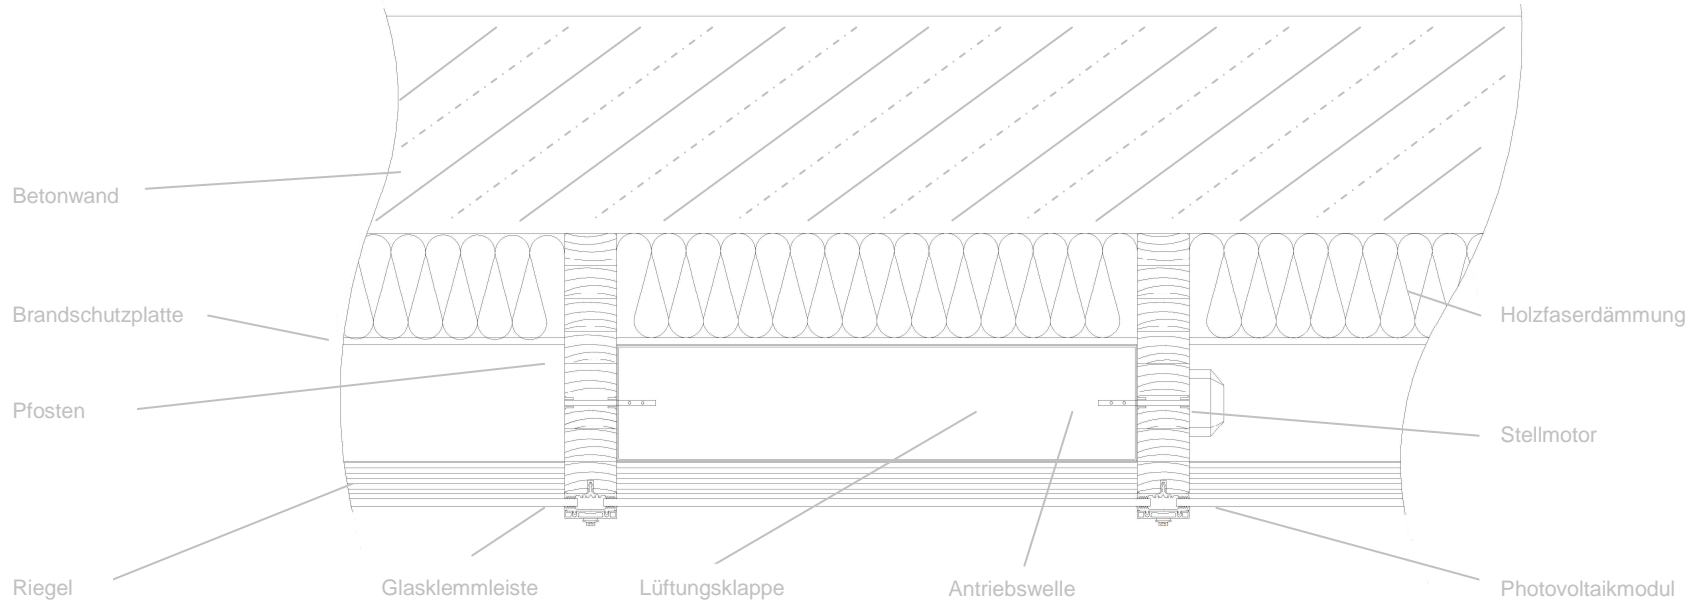 Betonwand
Brandschutzplatte
Holzfaserdämmung
Pfosten
Stellmotor
Riegel
Glasklemmleiste
Lüftungsklappe
Antriebswelle
Photovoltaikmodul